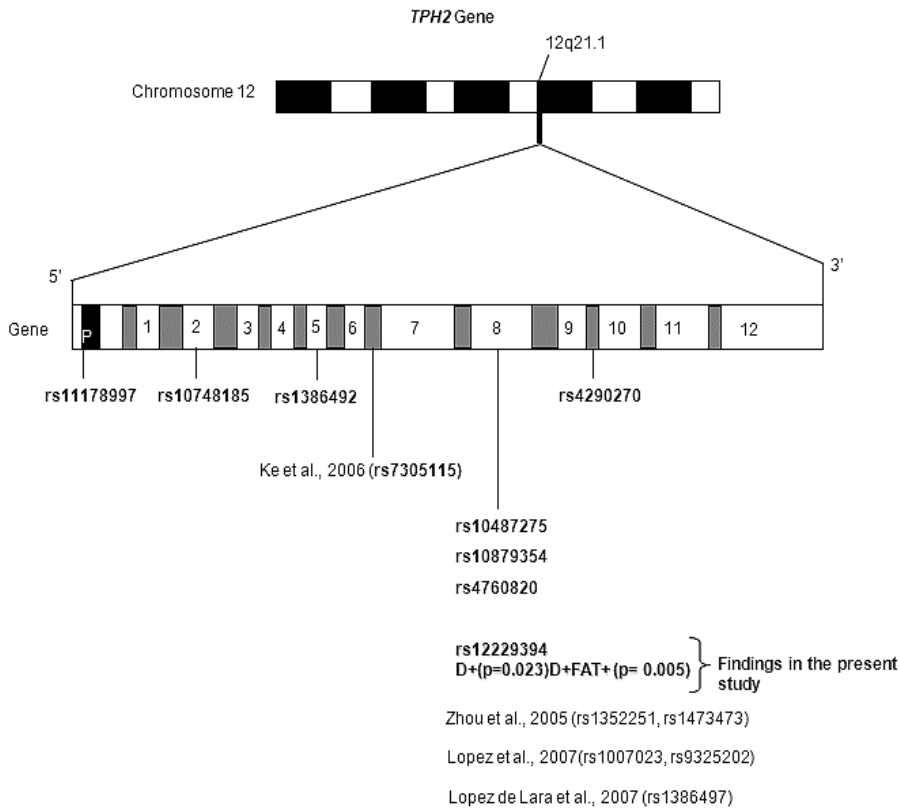 TPH2 Gene
12q21.1
Chromosome 12
5’
3’
Gene
P
1
2
3
4
5
6
7
8
9
10
11
12
rs11178997
rs10748185
rs1386492
rs4290270
Ke et al., 2006 (rs7305115)
rs10487275
rs10879354
rs4760820
rs12229394
D+(p=0.023)D+FAT+ (p= 0.005)
Findings in the present
study
Zhou et al., 2005 (rs1352251, rs1473473)
Lopez et al., 2007(rs1007023, rs9325202)
Lopez de Lara et al., 2007 (rs1386497)